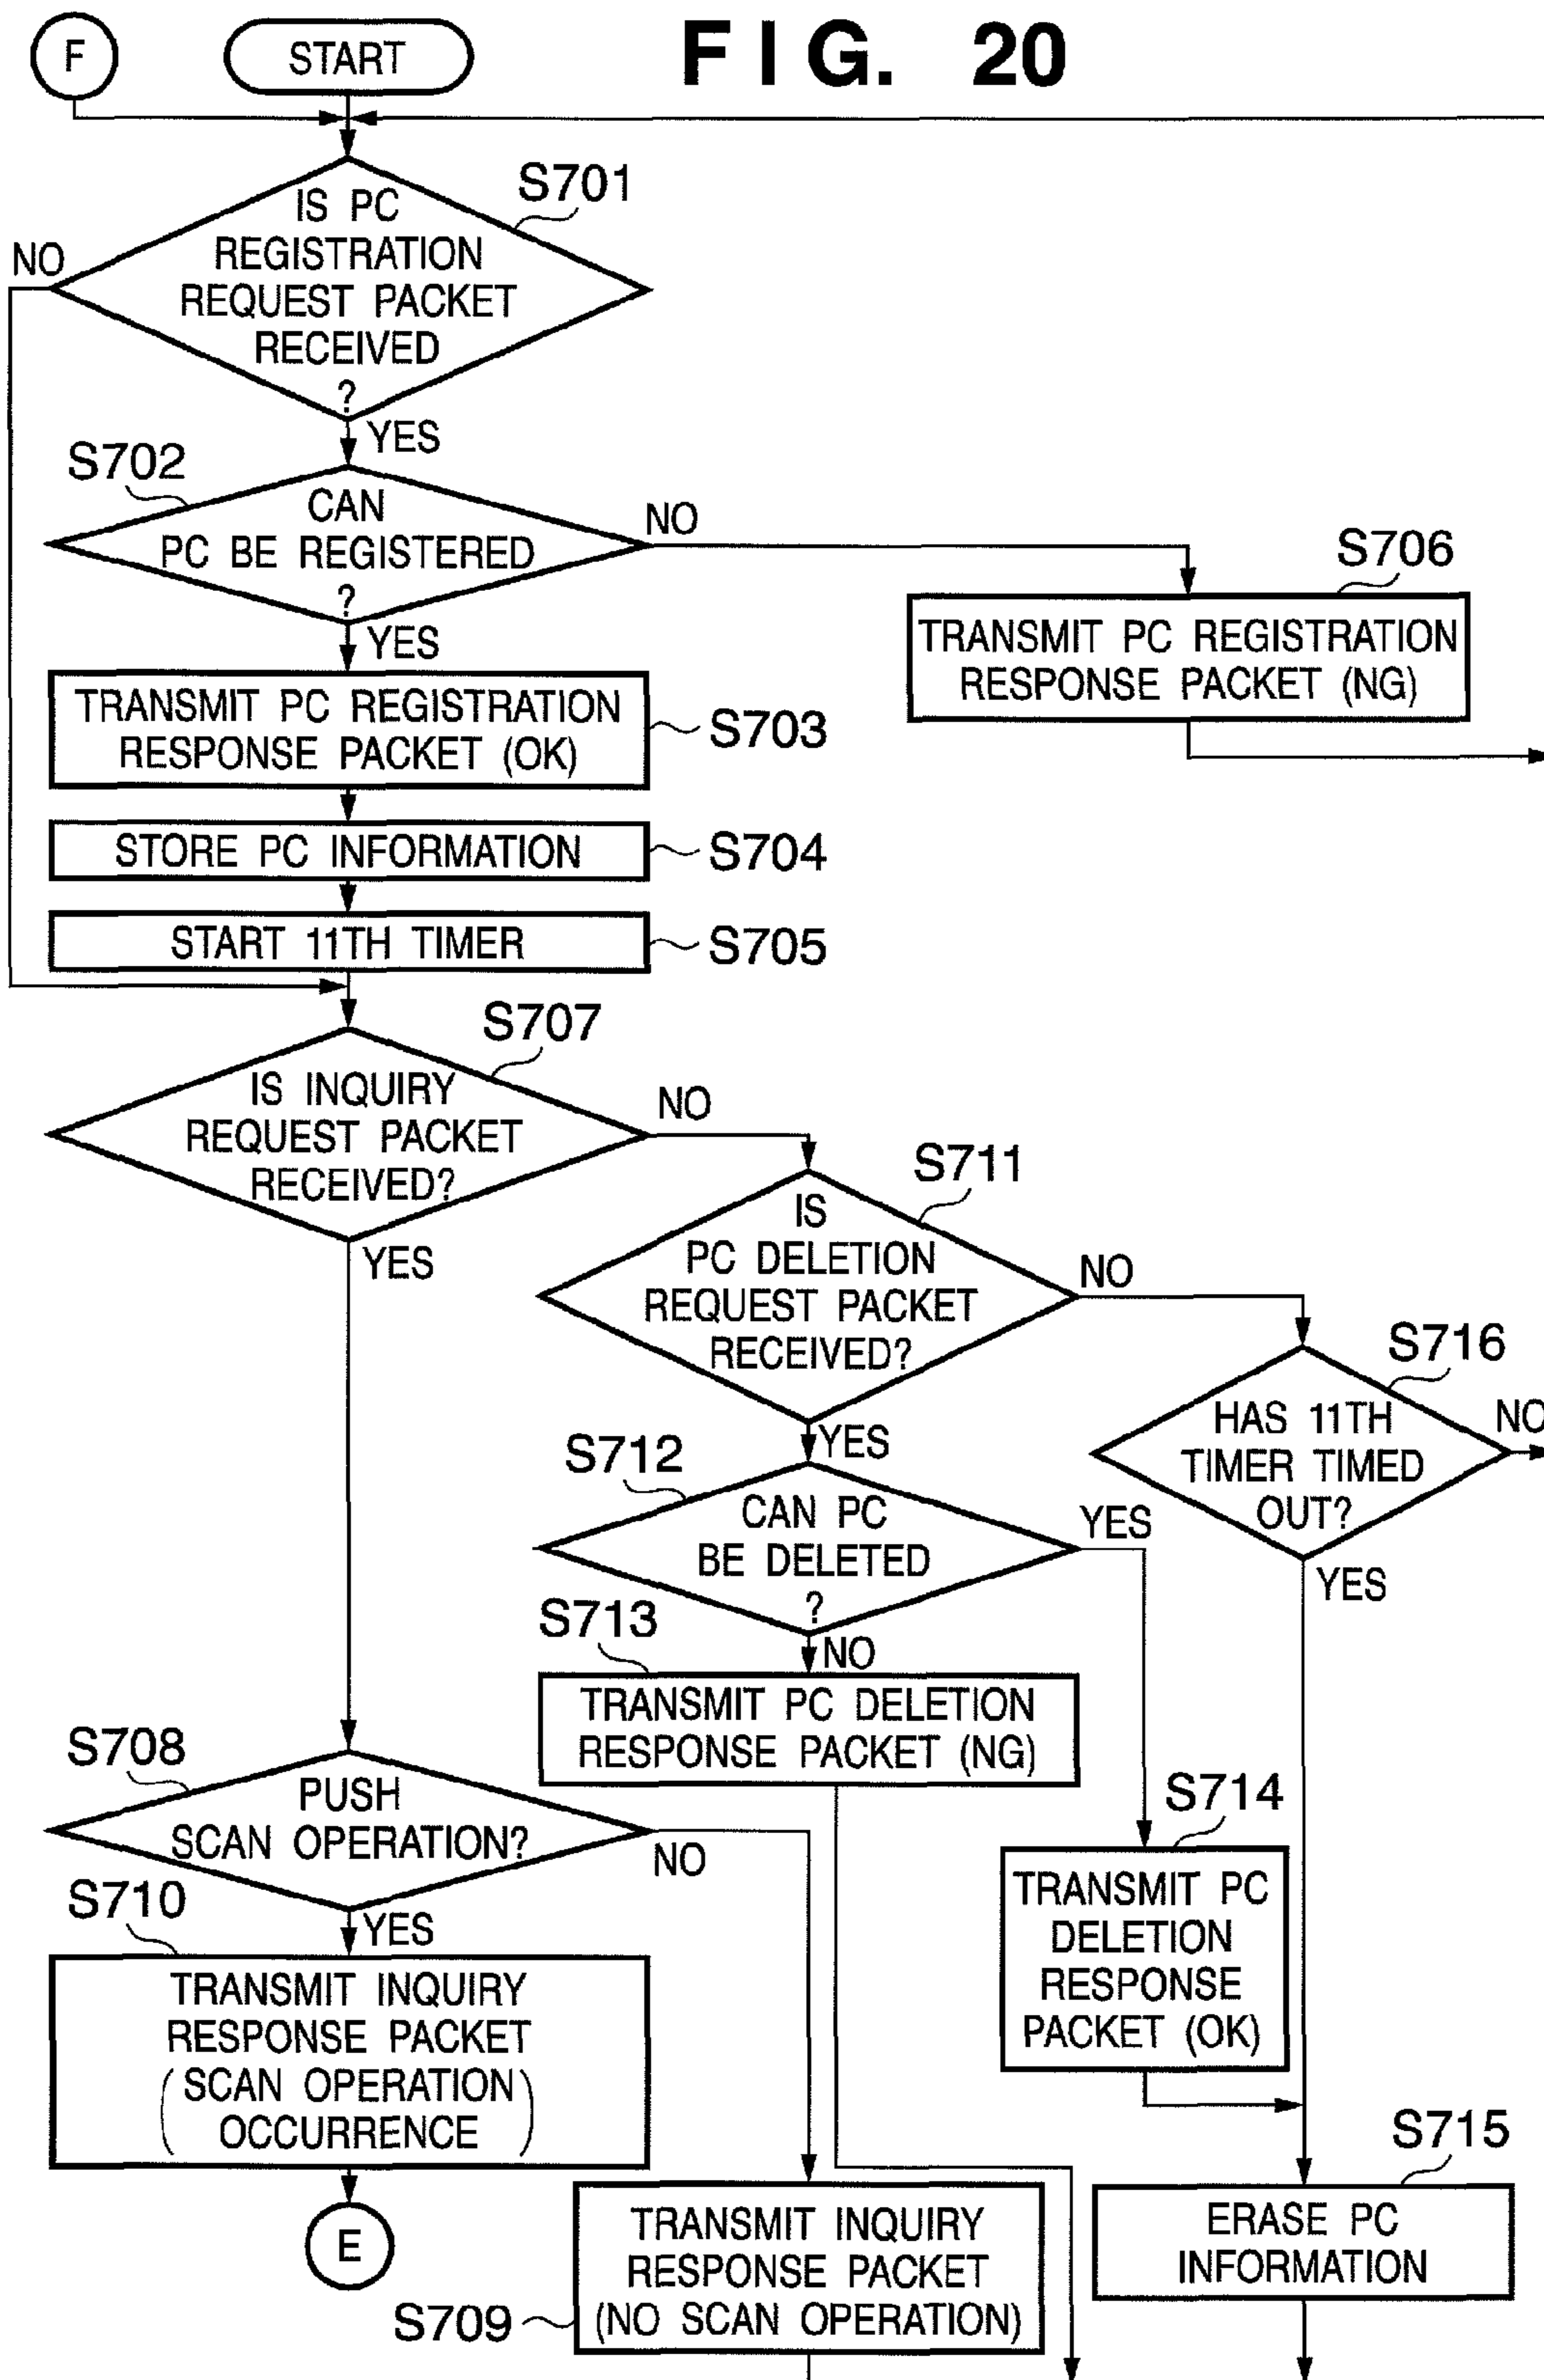 F
START
FIG. 20
S701
IS PC
REGISTRATION
REQUEST PACKET
RECEIVED
?
NO
YES
S702
CAN
PC BE REGISTERED
?
NO
YES
S706
TRANSMIT PC REGISTRATION
RESPONSE PACKET (NG)
TRANSMIT PC REGISTRATION
RESPONSE PACKET (OK)
S703
STORE PC INFORMATION
S704
START 11TH TIMER
S705
S707
IS INQUIRY
REQUEST PACKET
RECEIVED?
NO
YES
S711
IS
PC DELETION
REQUEST PACKET
RECEIVED?
NO
YES
S716
HAS 11TH
TIMER TIMED
OUT?
NO
YES
S712
CAN PC
BE DELETED
?
YES
NO
S713
TRANSMIT PC DELETION
RESPONSE PACKET (NG)
S708
PUSH
SCAN OPERATION?
NO
YES
S714
TRANSMIT PC
DELETION
RESPONSE
PACKET (OK)
S710
TRANSMIT INQUIRY
RESPONSE PACKET
(SCAN OPERATION
OCCURRENCE)
E
S715
ERASE PC
INFORMATION
TRANSMIT INQUIRY
RESPONSE PACKET
(NO SCAN OPERATION)
S709